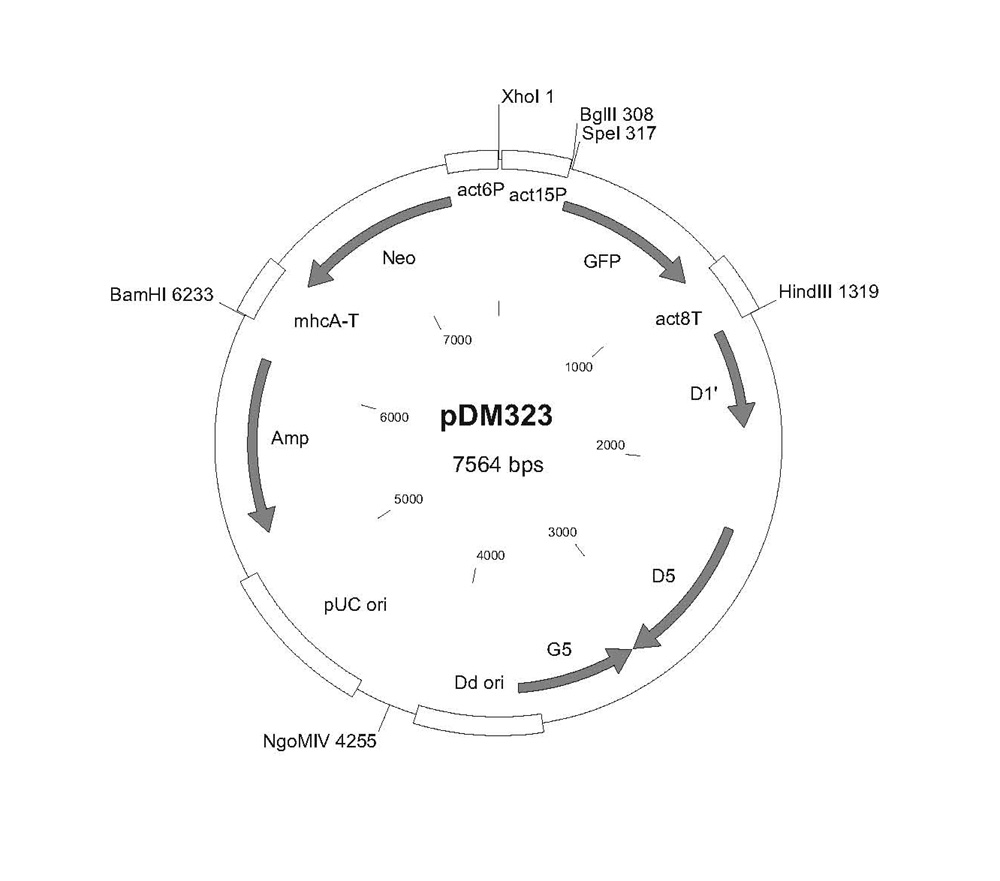 XhoI 1
BglII 308
SpeI 317
act6P
act15P
Neo
GFP
BamHI 6233
HindIII 1319
mhcA-T
act8T
7000
1000
D1'
6000
pDM323
Amp
2000
7564 bps
5000
3000
4000
D5
pUC ori
G5
Dd ori
NgoMIV 4255